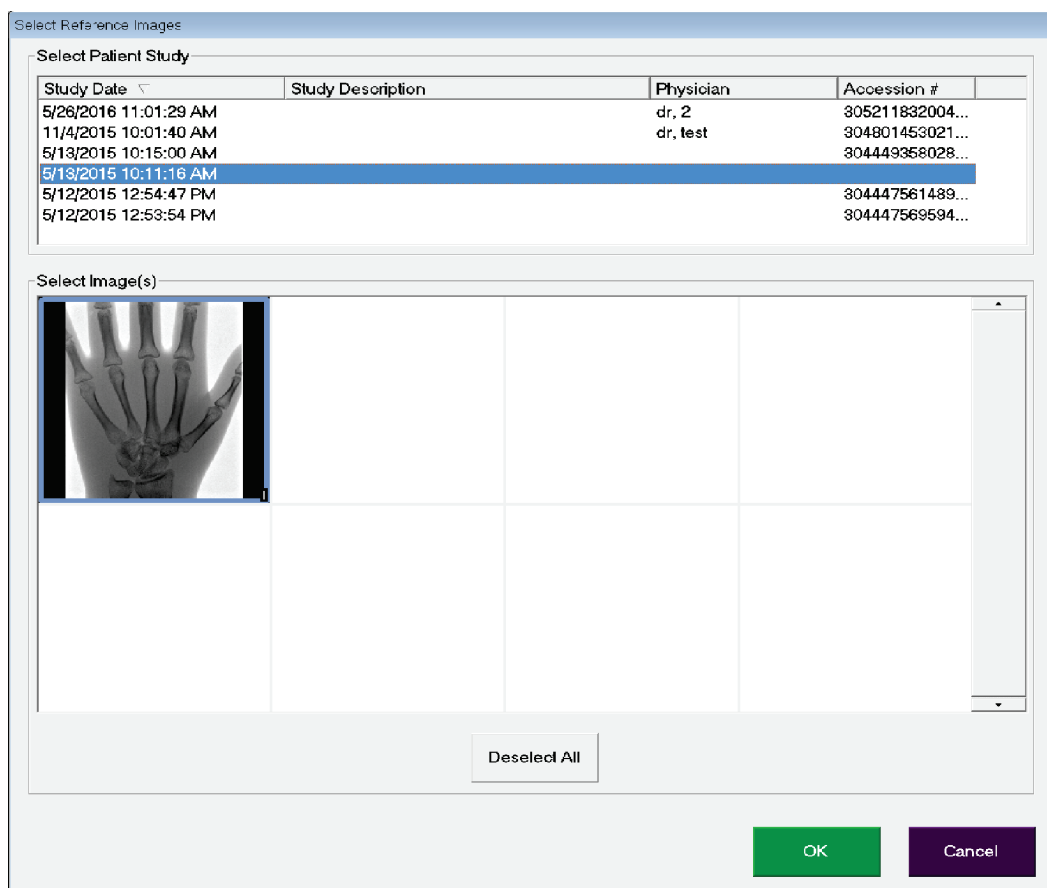 Select Reference Images
Select Patient Study
Study Date Study Description Physician Accession #
5/26/2016 11:01:29 AM dr, 2 305211832004...
11/4/2015 10:01:40 AM dr, test 304801453021...
5/13/2015 10:15:00 AM 304449358028...
5/13/2015 10:11:16 AM
5/12/2015 12:54:47 PM 304447561489...
5/12/2015 12:53:54 PM 304447569594...
Select Image(s)
Deselect All
OK Cancel